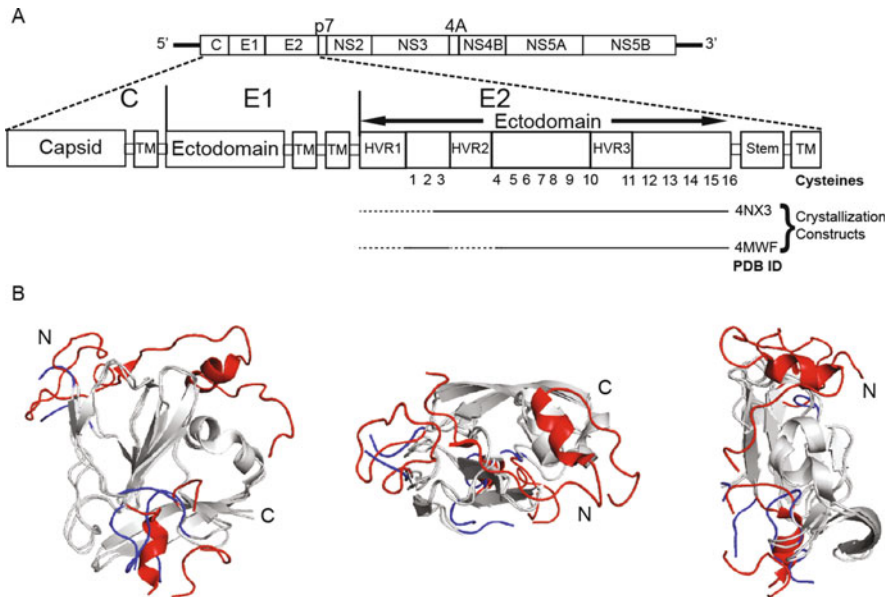 A
p7 4A
5' C E1 E2 NS2 NS3 NS4B NS5A NS5B 3'
C E1 E2
Ectodomain
Capsid TM Ectodomain TM TM HVR1 HVR2 HVR3 Stem TM
1 2 3 4 5 6 7 8 9 10 11 12 13 14 15 16 Cysteines
4NX3
Crystallization
Constructs
4MWF
PDB ID
B
N C N
C N